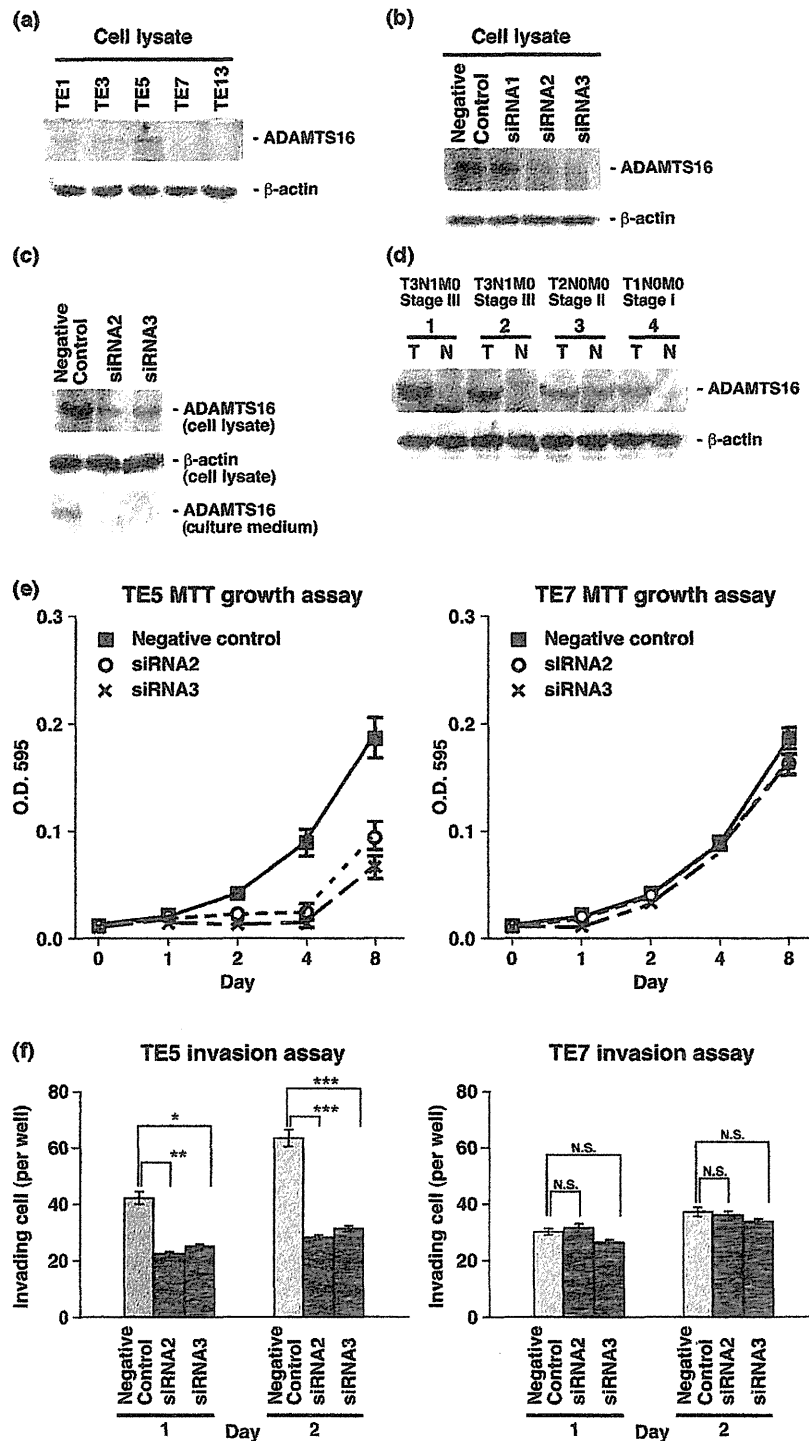 (a)
Cell lysate
TE1
TE3
TE5
TE7
TE13
- ADAMTS16
- β-actin
(b)
Cell lysate
Negative Control
siRNA1
siRNA2
siRNA3
- ADAMTS16
- β-actin
(c)
Negative Control
siRNA2
siRNA3
- ADAMTS16
(cell lysate)
- β-actin
(cell lysate)
- ADAMTS16
(culture medium)
(d)
T3N1M0 T3N1M0 T2N0M0 T1N0M0
Stage III Stage III Stage II Stage I
1 2 3 4
T N T N T N T N
- ADAMTS16
- β-actin
(e)
TE5 MTT growth assay
Negative control
siRNA2
siRNA3
O.D. 595
0.3
0.2
0.1
0.0
0 1 2 4 8
Day
TE7 MTT growth assay
Negative control
siRNA2
siRNA3
O.D. 595
0.3
0.2
0.1
0.0
0 1 2 4 8
Day
(f)
TE5 invasion assay
Invading cell (per well)
80
60
40
20
0
*
**
***
***
Negative Control
siRNA2
siRNA3
Negative Control
siRNA2
siRNA3
1 Day 2
TE7 invasion assay
Invading cell (per well)
80
60
40
20
0
N.S.
N.S.
N.S.
N.S.
Negative Control
siRNA2
siRNA3
Negative Control
siRNA2
siRNA3
1 Day 2